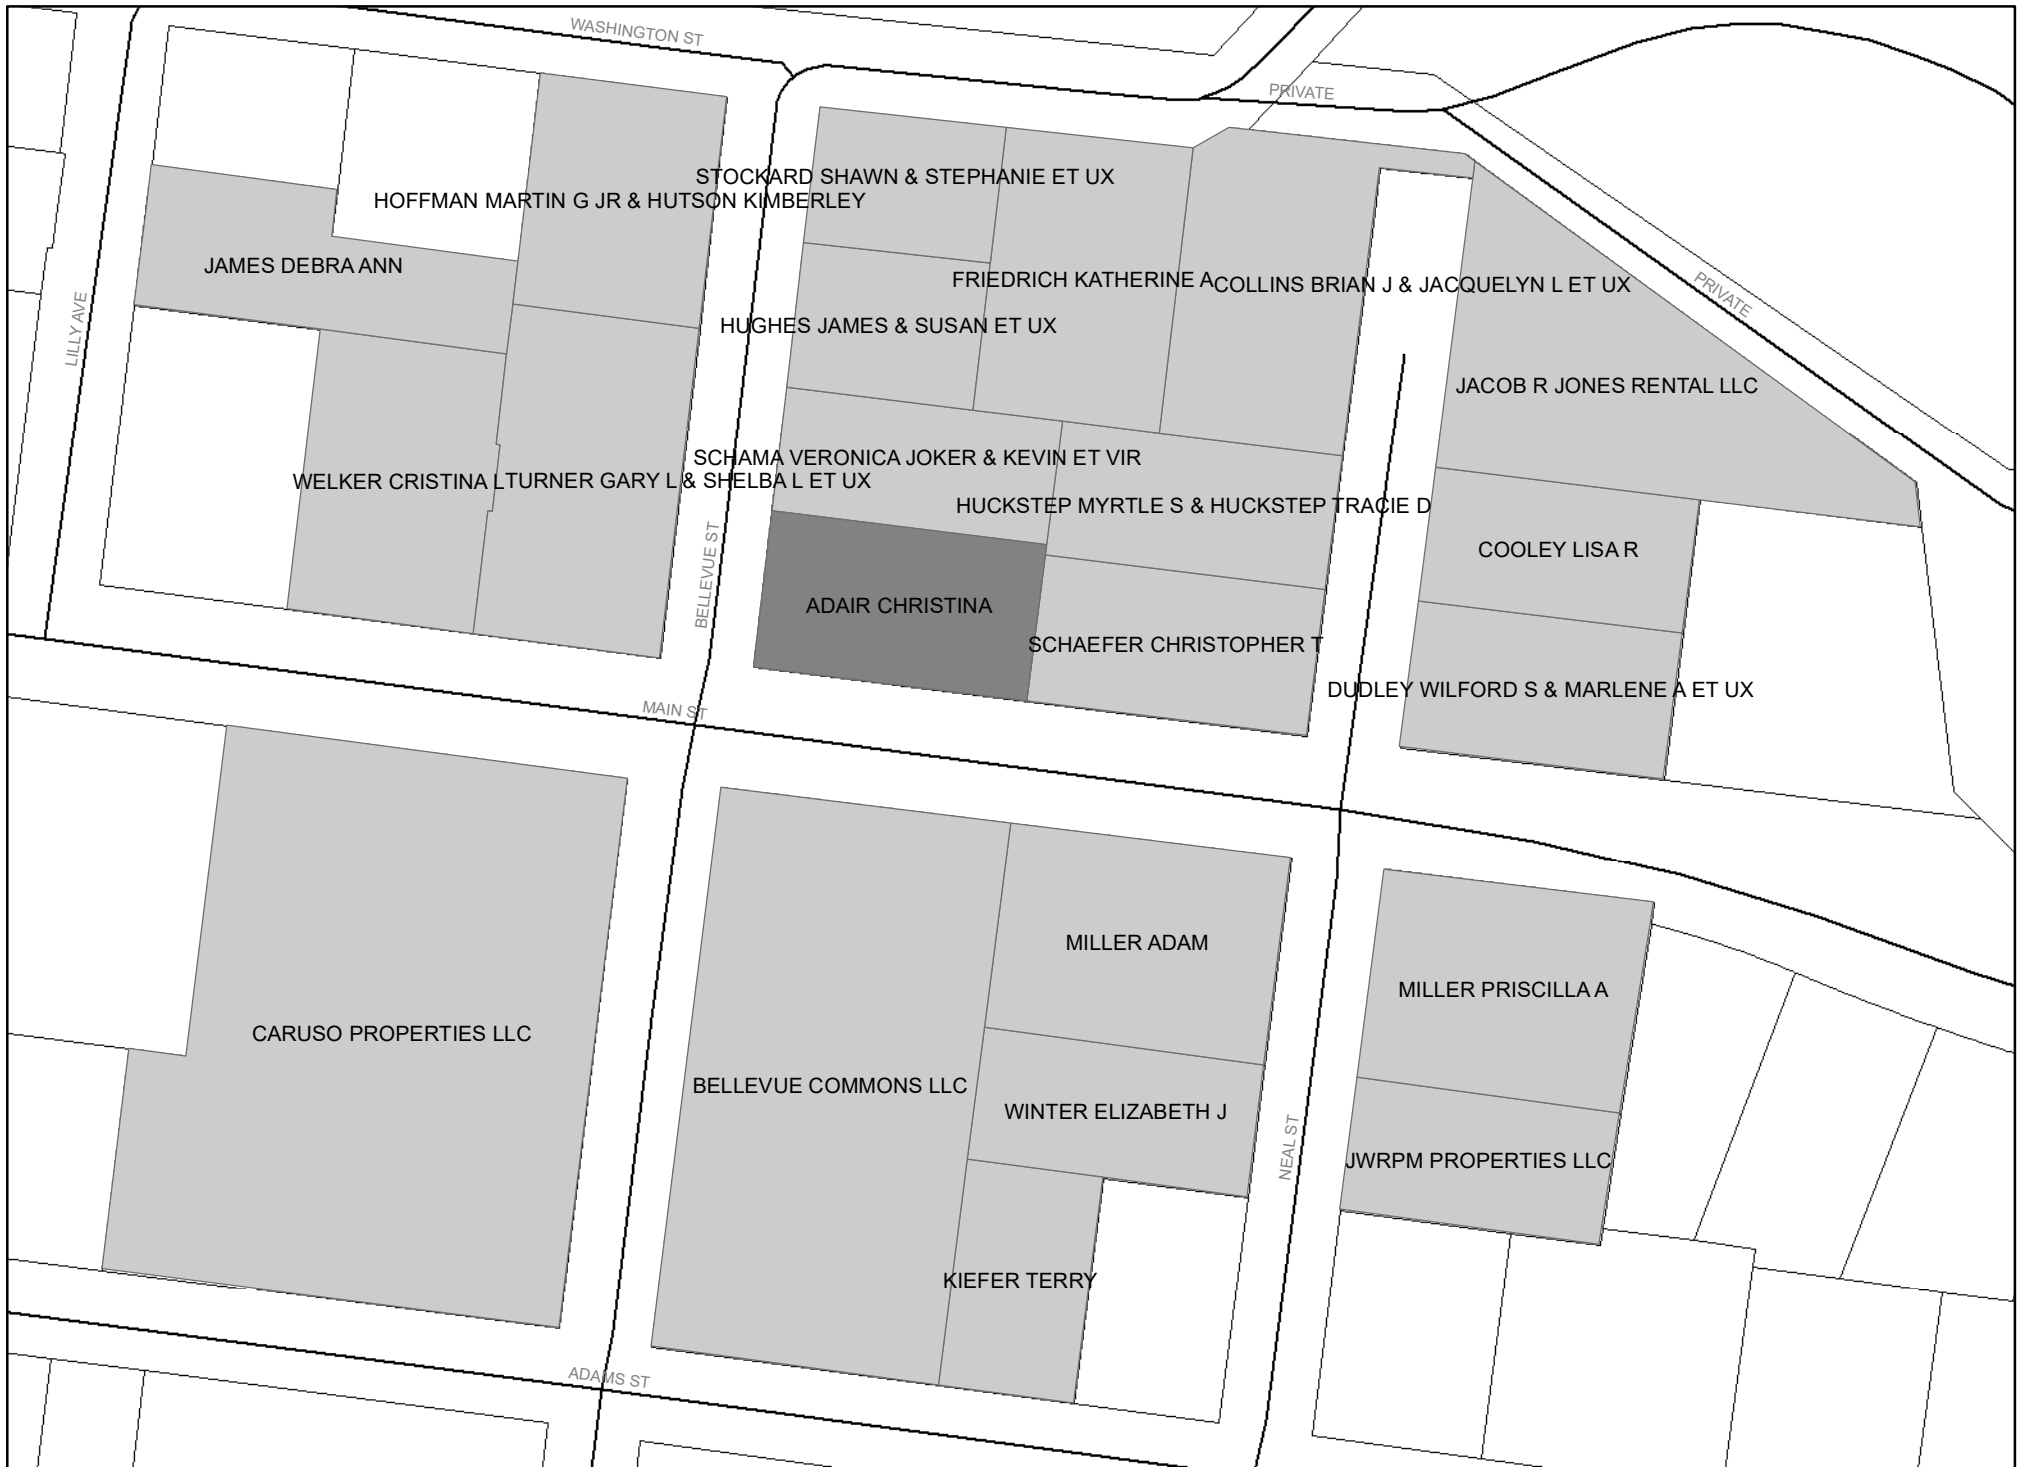 WASHINGTON ST
PRIVATE
STOCKARD SHAWN & STEPHANIE ET UX
HOFFMAN MARTIN G JR & HUTSON KIMBERLEY
JAMES DEBRA ANN
FRIEDRICH KATHERINE A
COLLINS BRIAN J & JACQUELYN L ET UX
PRIVATE
LILLY AVE
HUGHES JAMES & SUSAN ET UX
JACOB R JONES RENTAL LLC
SCHAMA VERONICA JOKER & KEVIN ET VIR
WELKER CRISTINA L
TURNER GARY L & SHELBA L ET UX
HUCKSTEP MYRTLE S & HUCKSTEP TRACIE D
COOLEY LISA R
BELLEVUE ST
ADAIR CHRISTINA
SCHAEFER CHRISTOPHER T
DUDLEY WILFORD S & MARLENE A ET UX
MAIN ST
MILLER ADAM
MILLER PRISCILLA A
CARUSO PROPERTIES LLC
BELLEVUE COMMONS LLC
WINTER ELIZABETH J
NEAL ST
JWRPM PROPERTIES LLC
KIEFER TERRY
ADAMS ST